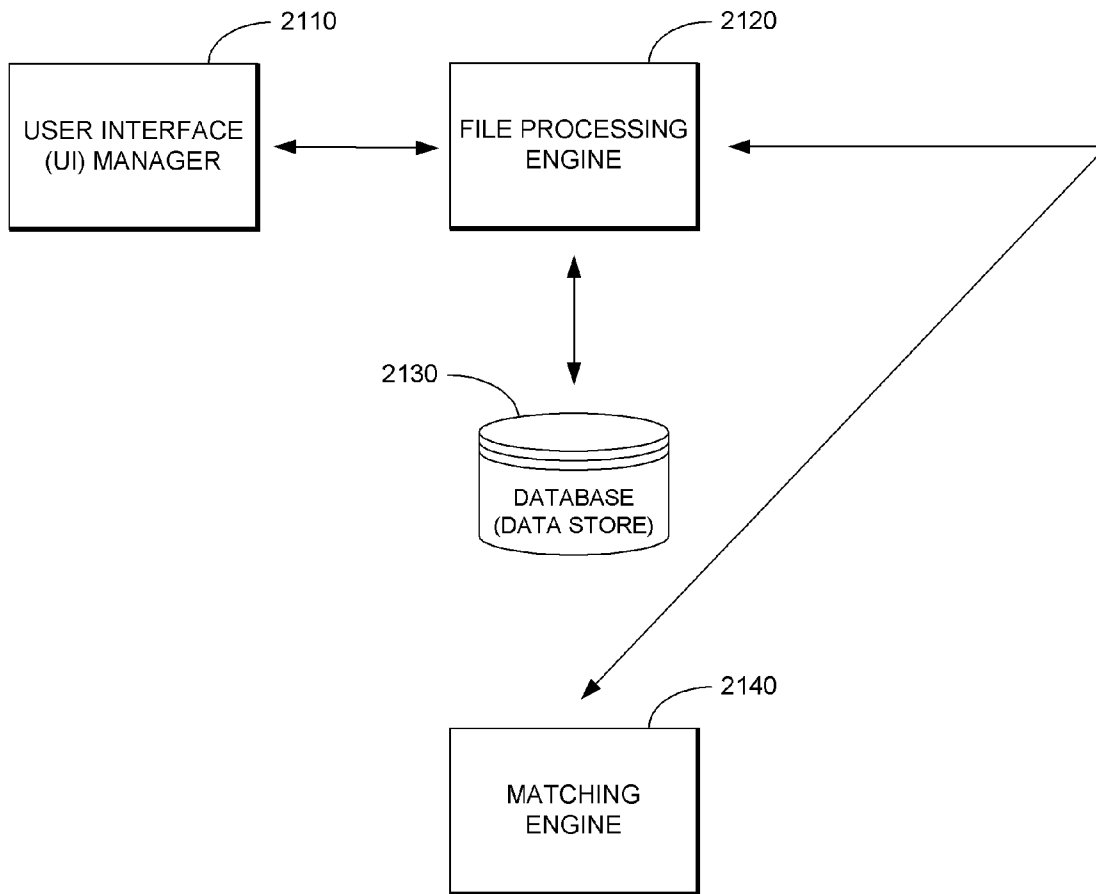 2110
2120
USER INTERFACE
(UI) MANAGER
FILE PROCESSING
ENGINE
2130
DATABASE
(DATA STORE)
2140
MATCHING
ENGINE